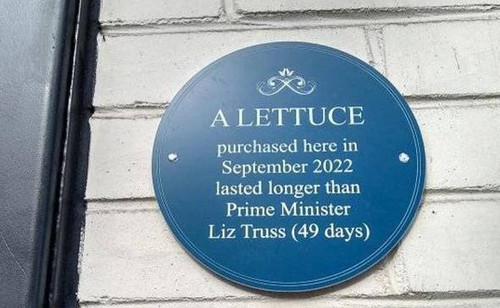 A LETTUCE
purchased here in
September 2022
lasted longer than
Prime Minister
Liz Truss (49 days)